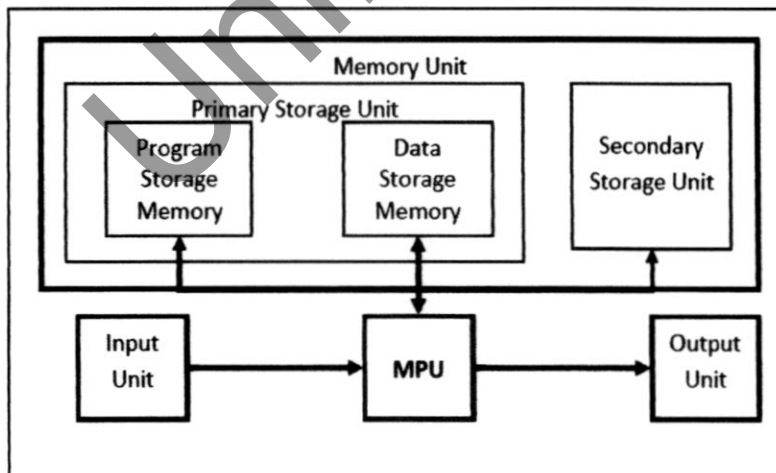 Memory Unit
Primary Storage Unit
Program
Storage
Memory
Data
Storage
Memory
Secondary
Storage Unit
Input
Unit
MPU
Output
Unit